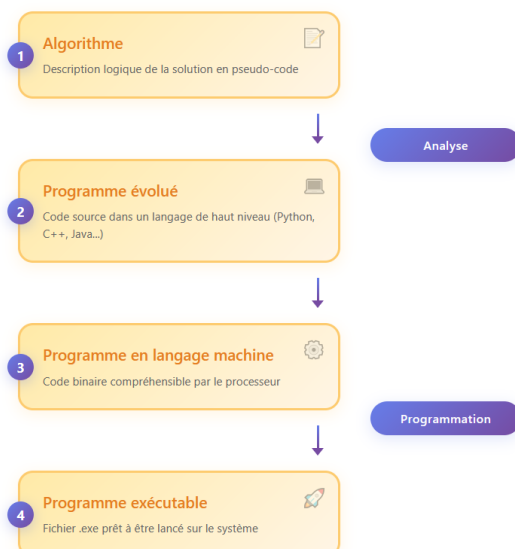 1
Algorithme
Description logique de la solution en pseudo-code
Analyse
2
Programme évolué
Code source dans un langage de haut niveau (Python,
C++, Java...)
3
Programme en langage machine
Code binaire compréhensible par le processeur
Programmation
4
Programme exécutable
Fichier .exe prêt à être lancé sur le système